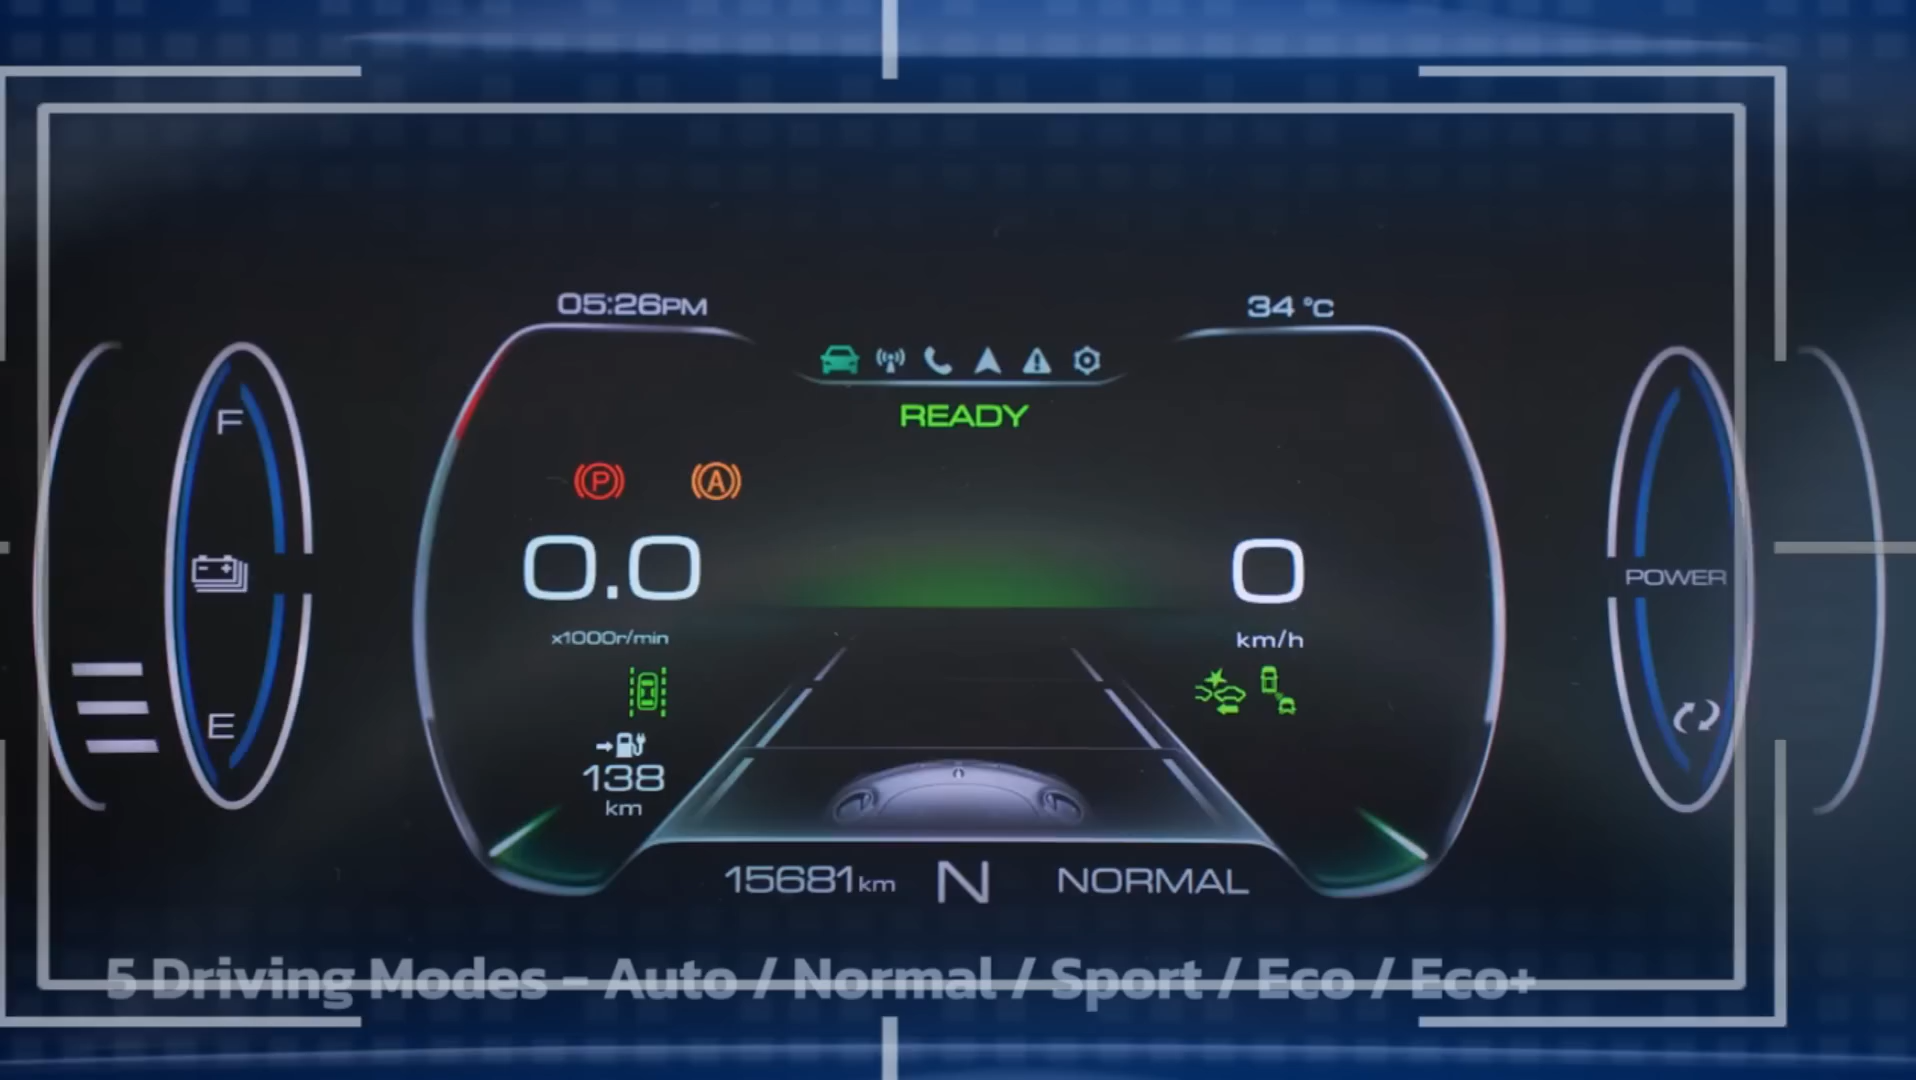 05:26PM
34 °C
READY
F
P
A
0.0
0
POWER
x1000r/min
km/h
E
138
km
15681km
N
NORMAL
5 Driving Modes – Auto / Normal / Sport / Eco / Eco+